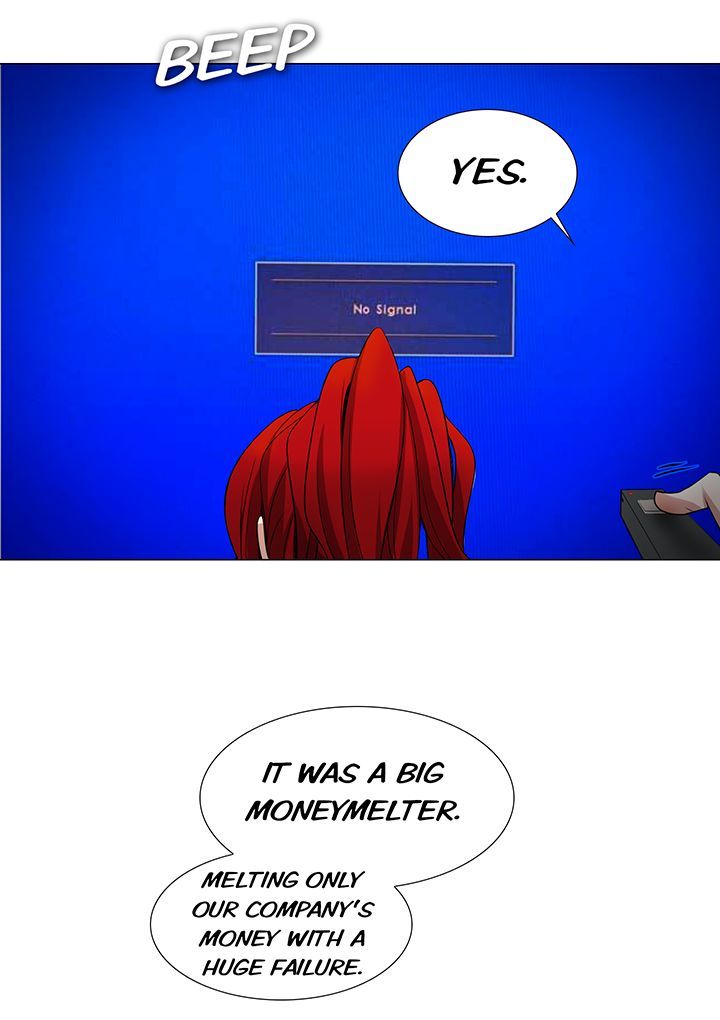 BEEP
YES.
No Signal
IT WAS A BIG
MONEYMELTER.
MELTING ONLY
OUR COMPANY'S
MONEY WITH A
HUGE FAILURE.